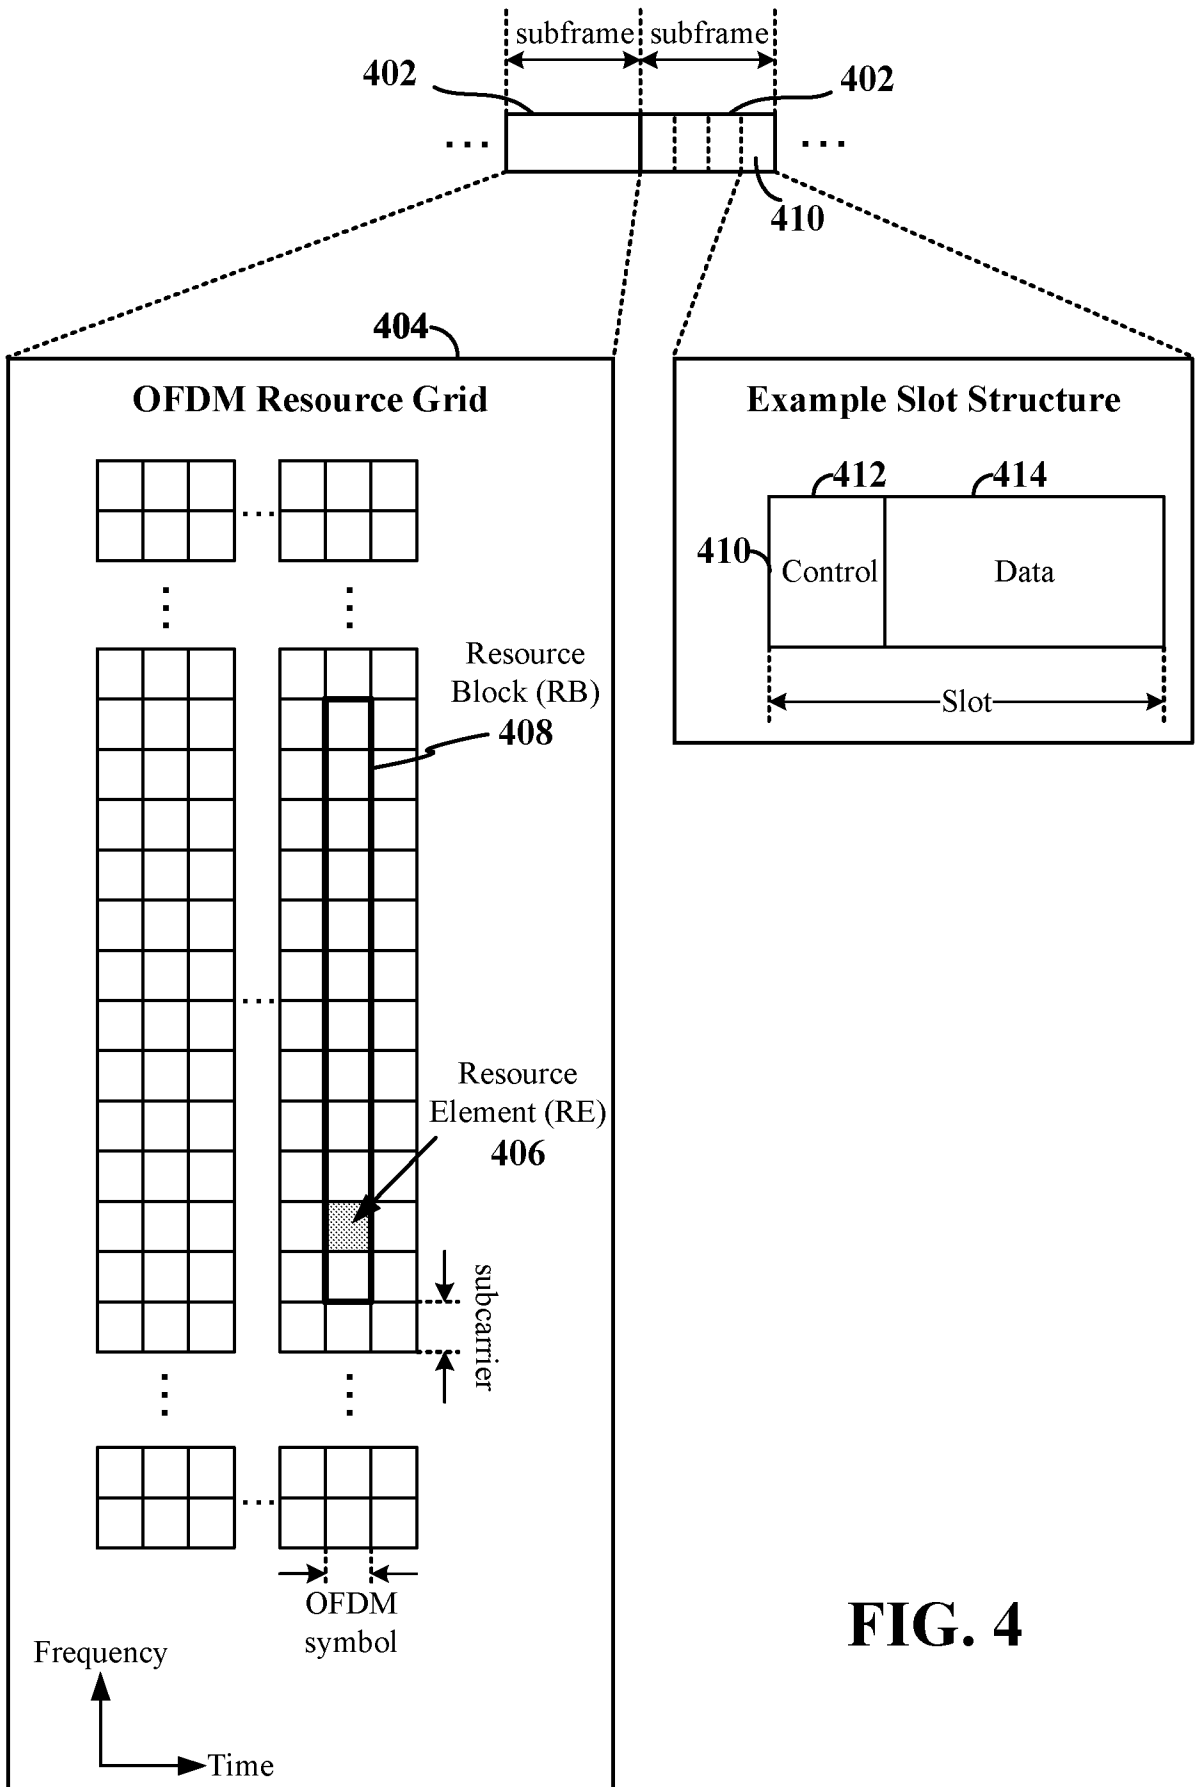 subframe subframe
402 402
... ...
410
404
OFDM Resource Grid
...
Resource
Block (RB)
408
...
Resource
Element (RE)
406
subcarrier
...
OFDM
symbol
Frequency
Time
Example Slot Structure
412 414
410 Control Data
Slot
FIG. 4